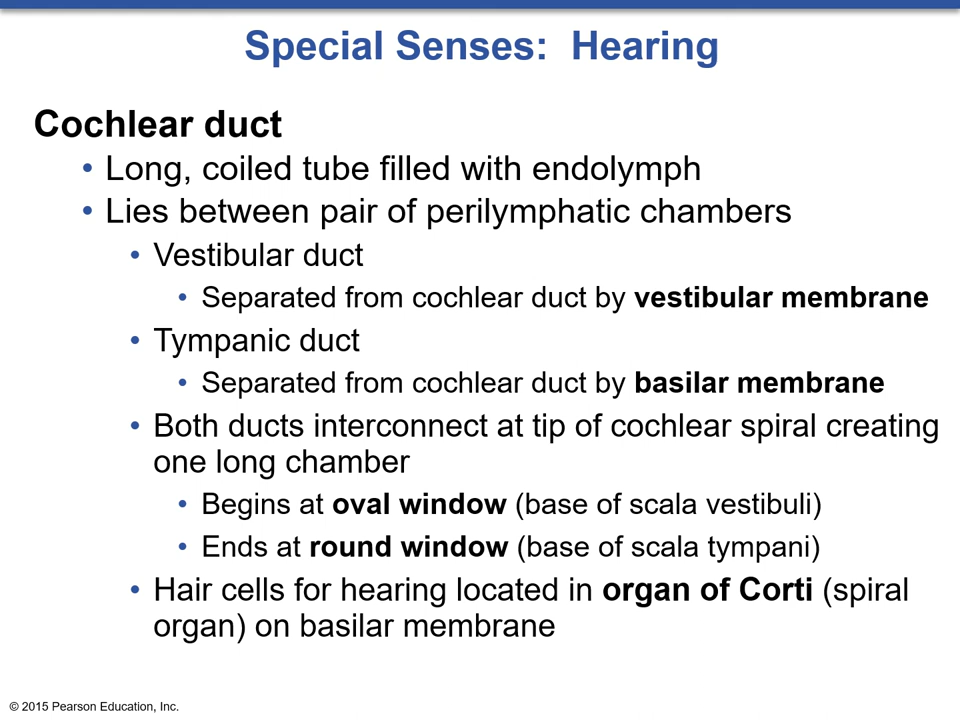 Special Senses:  Hearing
Cochlear duct
• Long, coiled tube filled with endolymph
• Lies between pair of perilymphatic chambers
• Vestibular duct
• Separated from cochlear duct by vestibular membrane
• Tympanic duct
• Separated from cochlear duct by basilar membrane
• Both ducts interconnect at tip of cochlear spiral creating
one long chamber
• Begins at oval window (base of scala vestibuli)
• Ends at round window (base of scala tympani)
• Hair cells for hearing located in organ of Corti (spiral
organ) on basilar membrane
© 2015 Pearson Education, Inc.